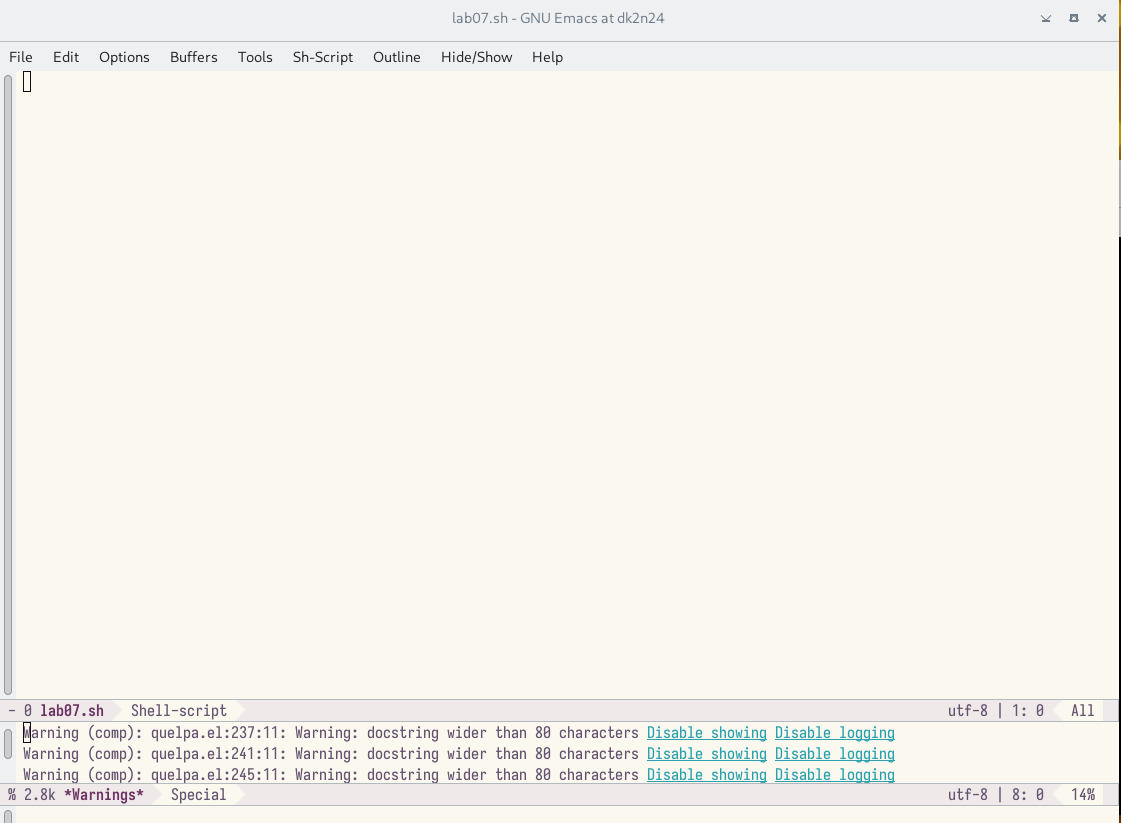 lab07.sh - GNU Emacs at dk2n24
File Edit Options Buffers Tools Sh-Script Outline Hide/Show Help
- 0 lab07.sh Shell-script utf-8 | 1: 0 All
Warning (comp): quelpa.el:237:11: Warning: docstring wider than 80 characters Disable showing Disable logging
Warning (comp): quelpa.el:241:11: Warning: docstring wider than 80 characters Disable showing Disable logging
Warning (comp): quelpa.el:245:11: Warning: docstring wider than 80 characters Disable showing Disable logging
% 2.8k *Warnings* Special utf-8 | 8: 0 14%